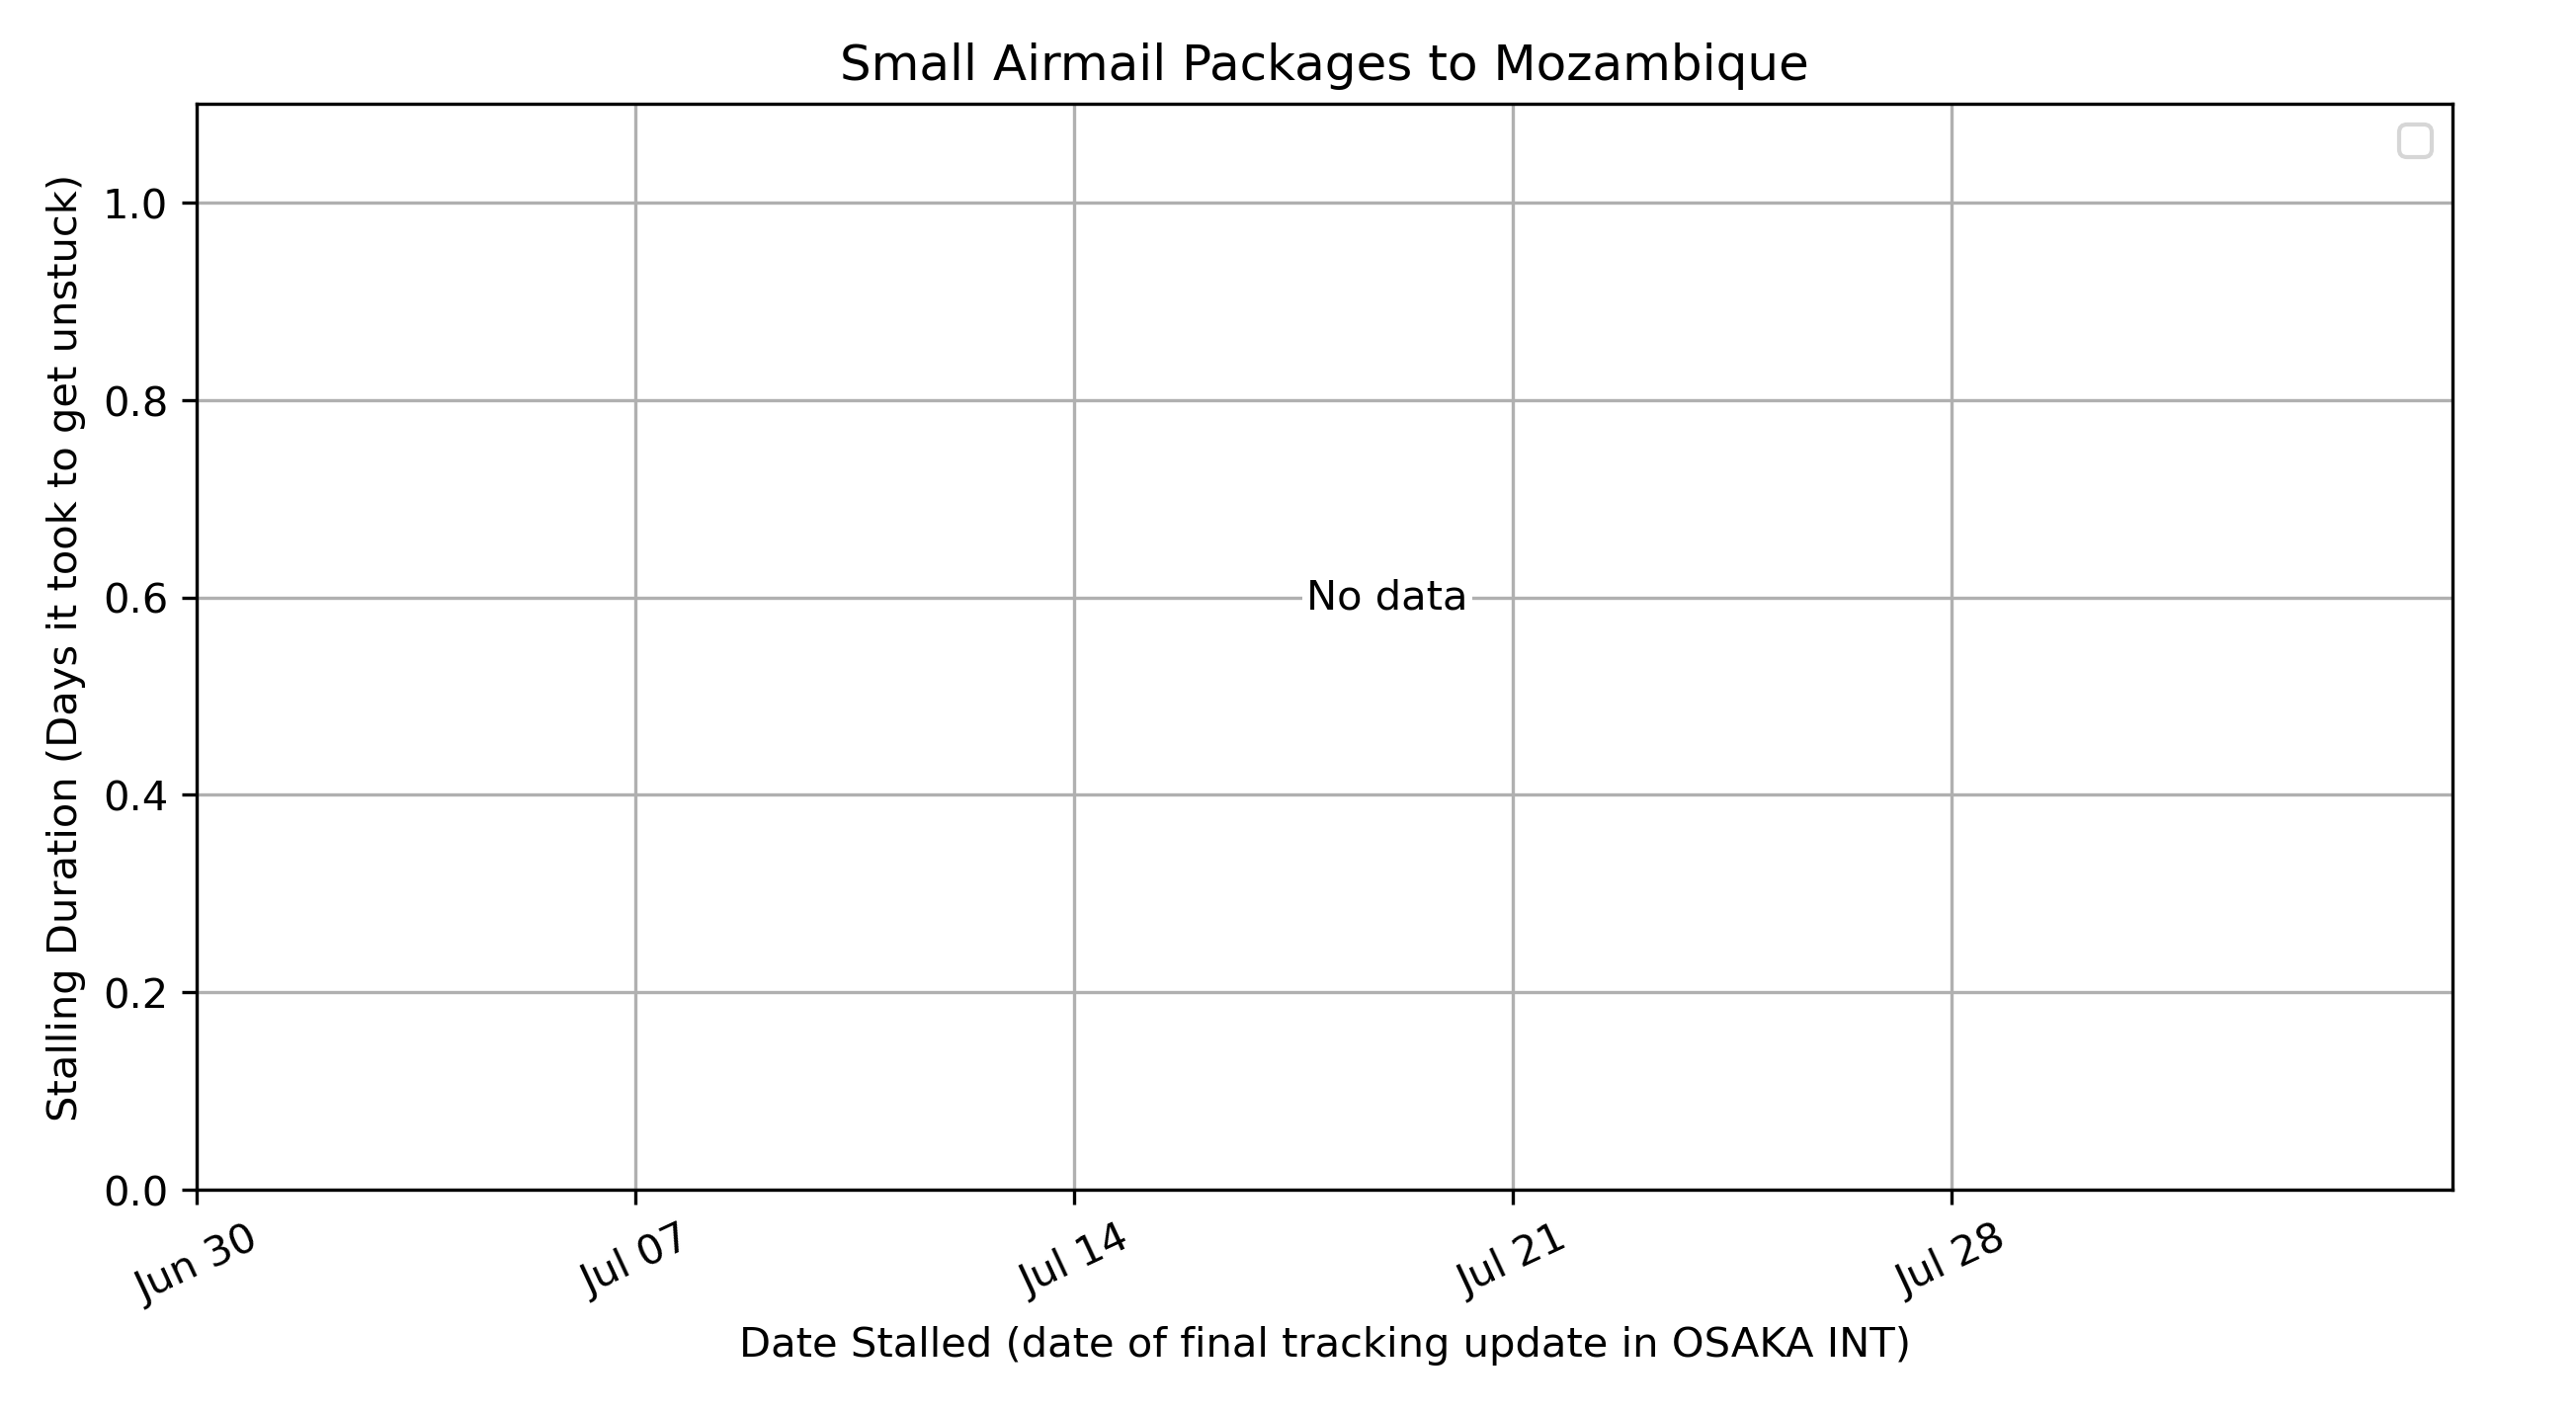 Small Airmail Packages to Mozambique
Stalling Duration (Days it took to get unstuck)
1.0
0.8
0.6
0.4
0.2
0.0
No data
Jun 30
Jul 07
Jul 14
Jul 21
Jul 28
Date Stalled (date of final tracking update in OSAKA INT)